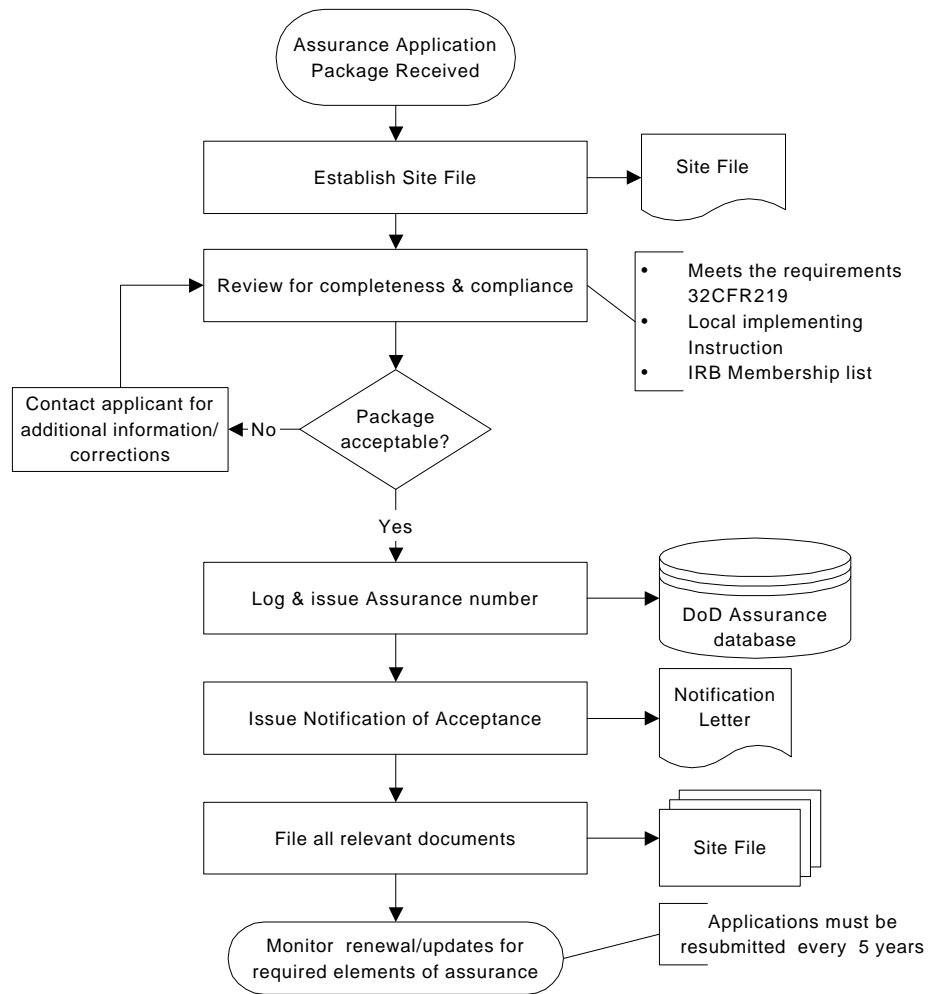 Assurance Application
Package Received
Establish Site File
Site File
Review for completeness & compliance
• Meets the requirements
32CFR219
• Local implementing
Instruction
• IRB Membership list
Contact applicant for
additional information/
corrections
No
Package
acceptable?
Yes
Log & issue Assurance number
DoD Assurance
database
Issue Notification of Acceptance
Notification
Letter
File all relevant documents
Site File
Monitor renewal/updates for
required elements of assurance
Applications must be
resubmitted every 5 years